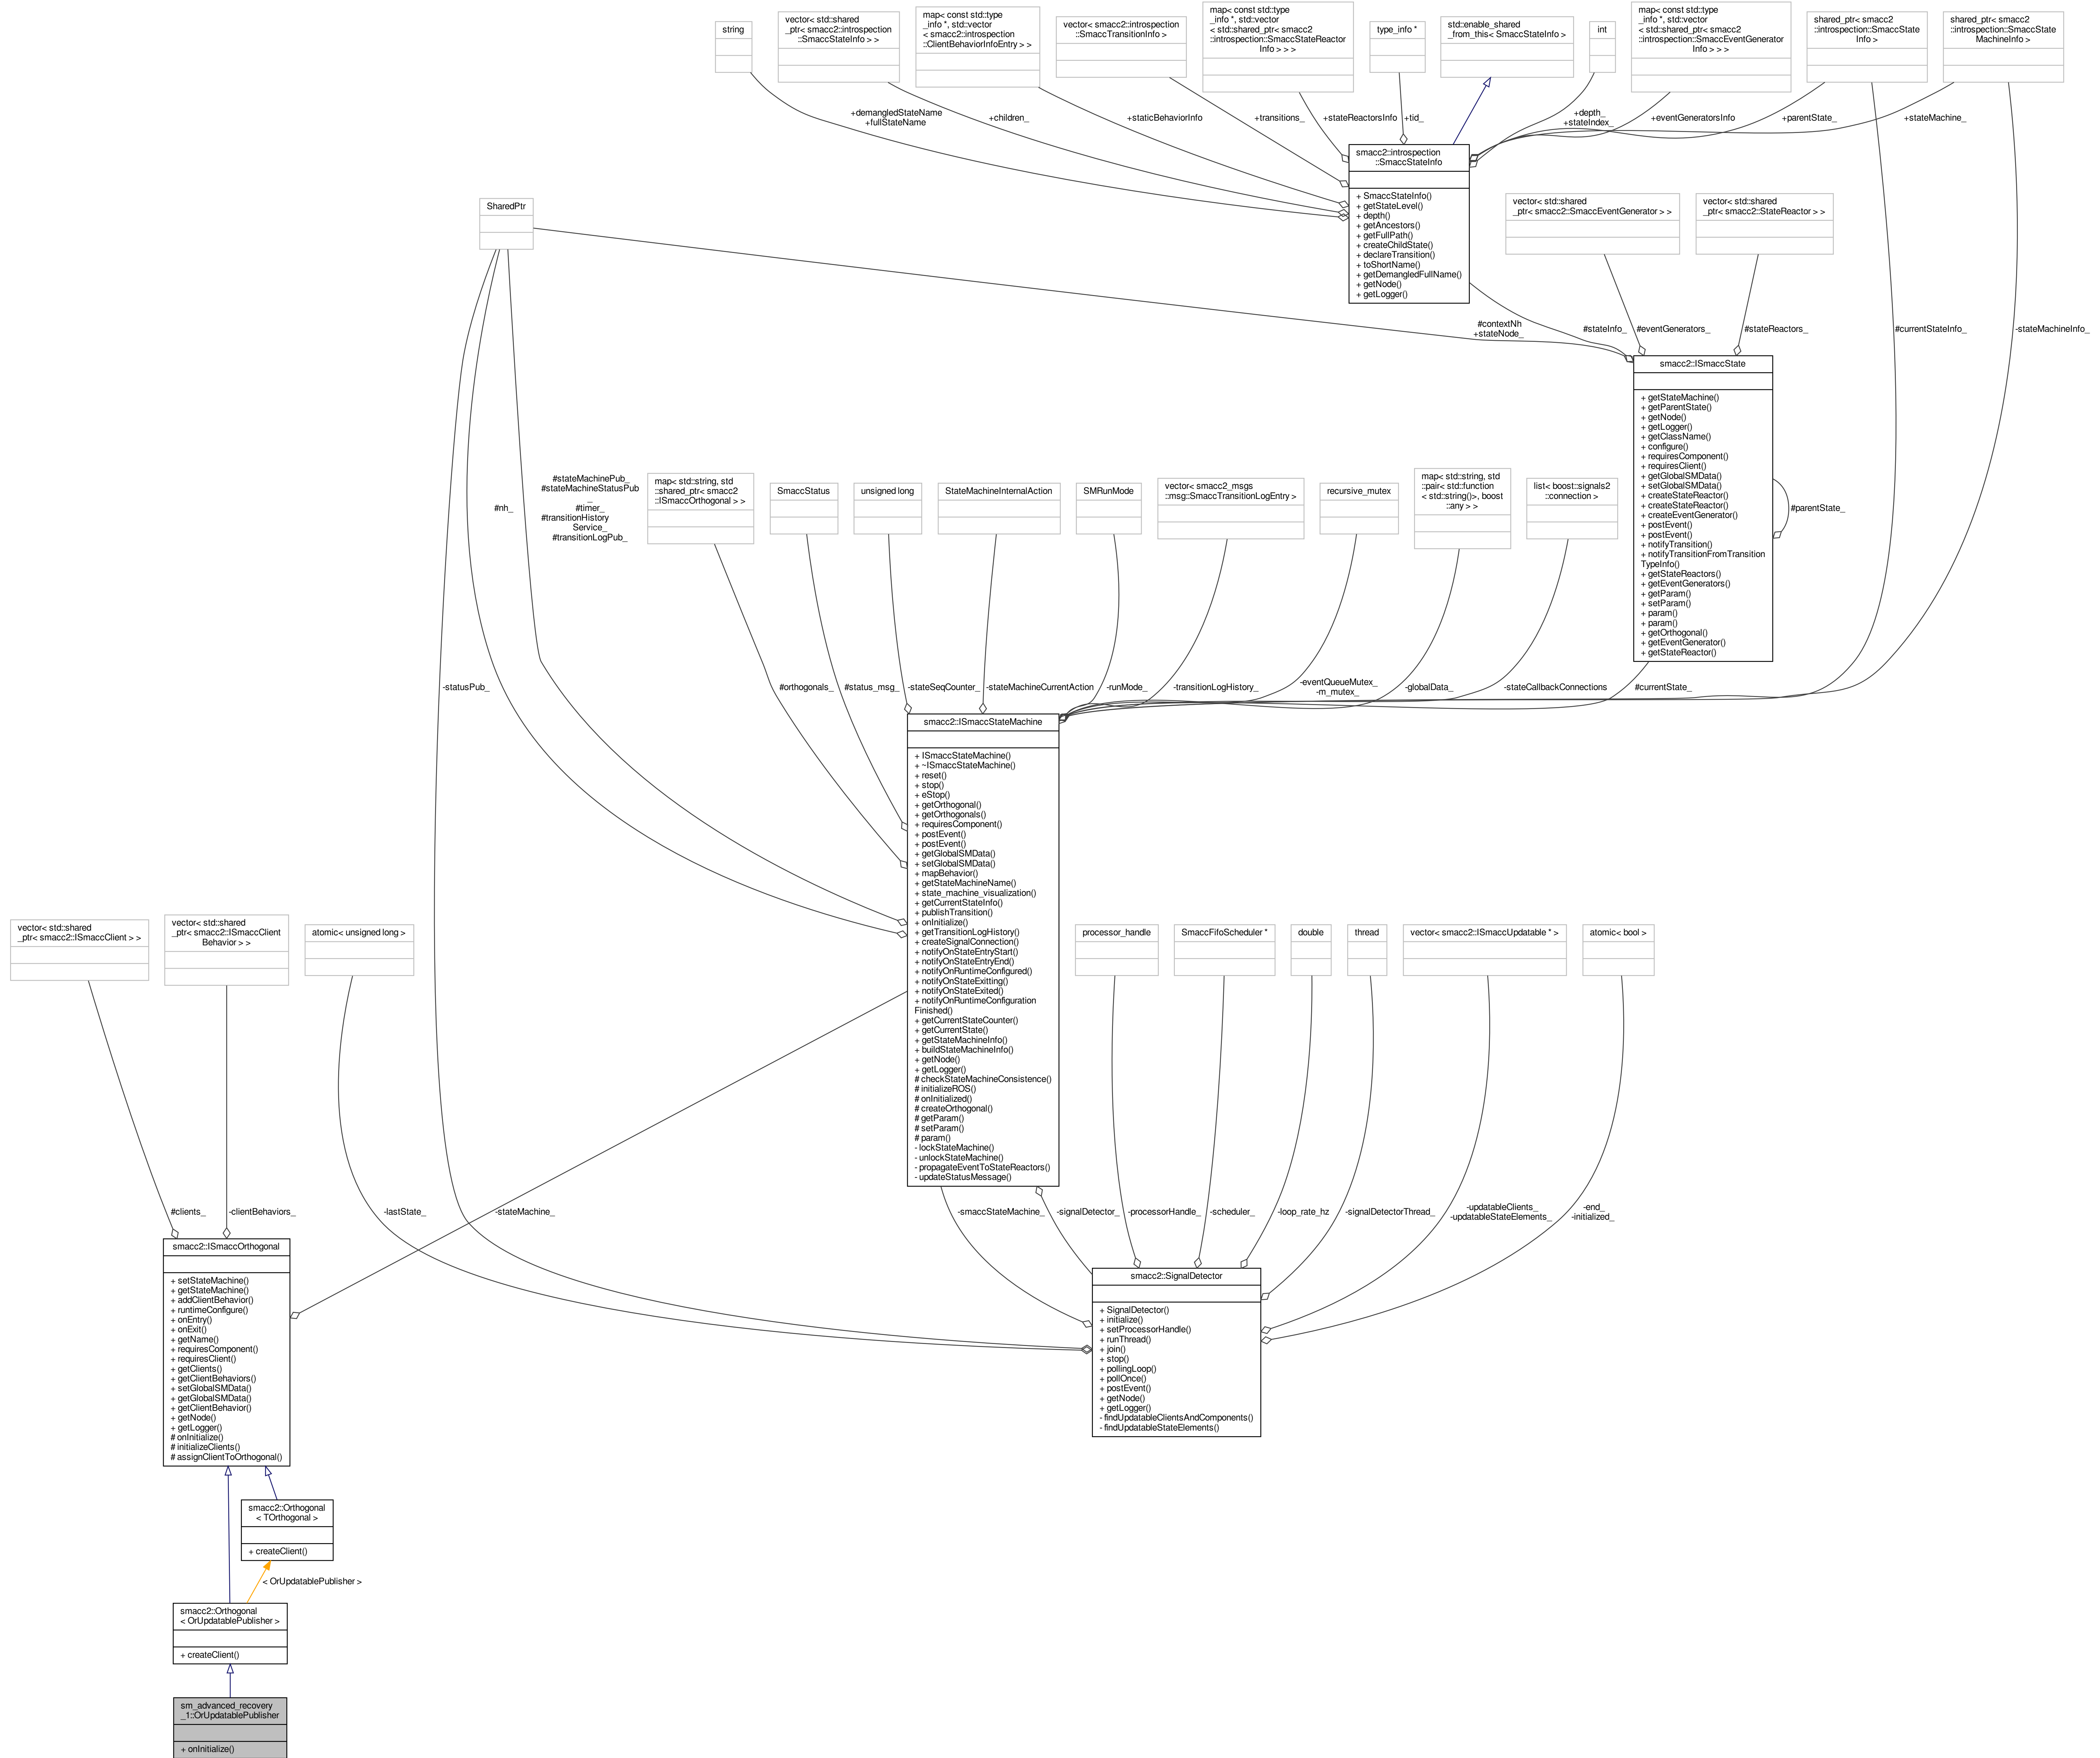 string
vector< std::shared
_ptr< smacc2::introspection
::SmaccStateInfo > >
map< const std::type
_info *, std::vector
< smacc2::introspection
::ClientBehaviorInfoEntry > >
vector< smacc2::introspection
::SmaccTransitionInfo >
map< const std::type
_info *, std::vector
< std::shared_ptr< smacc2
::introspection::SmaccStateReactor
Info > > >
type_info *
std::enable_shared
_from_this< SmaccStateInfo >
int
map< const std::type
_info *, std::vector
< std::shared_ptr< smacc2
::introspection::SmaccEventGenerator
Info > > >
shared_ptr< smacc2
::introspection::SmaccState
Info >
shared_ptr< smacc2
::introspection::SmaccState
MachineInfo >
+demangledStateName
+fullStateName
+children_
+staticBehaviorInfo
+transitions_
+stateReactorsInfo
+tid_
+depth_
+stateIndex_
+eventGeneratorsInfo
+parentState_
+stateMachine_
smacc2::introspection
::SmaccStateInfo
+ SmaccStateInfo()
+ getStateLevel()
+ depth()
+ getAncestors()
+ getFullPath()
+ createChildState()
+ declareTransition()
+ toShortName()
+ getDemangledFullName()
+ getNode()
+ getLogger()
SharedPtr
vector< std::shared
_ptr< smacc2::SmaccEventGenerator > >
vector< std::shared
_ptr< smacc2::StateReactor > >
#contextNh
+stateNode_
#stateInfo_
#eventGenerators_
#stateReactors_
#currentStateInfo_
-stateMachineInfo_
smacc2::ISmaccState
+ getStateMachine()
+ getParentState()
+ getNode()
+ getLogger()
+ getClassName()
+ configure()
+ requiresComponent()
+ requiresClient()
+ getGlobalSMData()
+ setGlobalSMData()
+ createStateReactor()
+ createStateReactor()
+ createEventGenerator()
+ postEvent()
+ postEvent()
+ notifyTransition()
+ notifyTransitionFromTransition
TypeInfo()
+ getStateReactors()
+ getEventGenerators()
+ getParam()
+ setParam()
+ param()
+ param()
+ getOrthogonal()
+ getEventGenerator()
+ getStateReactor()
#parentState_
#nh_
#stateMachinePub_
#stateMachineStatusPub
_
#timer_
#transitionHistory
Service_
#transitionLogPub_
map< std::string, std
::shared_ptr< smacc2
::ISmaccOrthogonal > >
SmaccStatus
unsigned long
StateMachineInternalAction
SMRunMode
vector< smacc2_msgs
::msg::SmaccTransitionLogEntry >
recursive_mutex
map< std::string, std
::pair< std::function
< std::string()>, boost
::any > >
list< boost::signals2
::connection >
-statusPub_
#orthogonals_
#status_msg_
-stateSeqCounter_
-stateMachineCurrentAction
-runMode_
-transitionLogHistory_
-eventQueueMutex_
-m_mutex_
-globalData_
-stateCallbackConnections
#currentState_
smacc2::ISmaccStateMachine
+ ISmaccStateMachine()
+ ~ISmaccStateMachine()
+ reset()
+ stop()
+ eStop()
+ getOrthogonal()
+ getOrthogonals()
+ requiresComponent()
+ postEvent()
+ postEvent()
+ getGlobalSMData()
+ setGlobalSMData()
+ mapBehavior()
+ getStateMachineName()
+ state_machine_visualization()
+ getCurrentStateInfo()
+ publishTransition()
+ onInitialize()
+ getTransitionLogHistory()
+ createSignalConnection()
+ notifyOnStateEntryStart()
+ notifyOnStateEntryEnd()
+ notifyOnRuntimeConfigured()
+ notifyOnStateExitting()
+ notifyOnStateExited()
+ notifyOnRuntimeConfiguration
Finished()
+ getCurrentStateCounter()
+ getCurrentState()
+ getStateMachineInfo()
+ buildStateMachineInfo()
+ getNode()
+ getLogger()
# checkStateMachineConsistence()
# initializeROS()
# onInitialized()
# createOrthogonal()
# getParam()
# setParam()
# param()
- lockStateMachine()
- unlockStateMachine()
- propagateEventToStateReactors()
- updateStatusMessage()
vector< std::shared
_ptr< smacc2::ISmaccClient > >
vector< std::shared
_ptr< smacc2::ISmaccClient
Behavior > >
atomic< unsigned long >
processor_handle
SmaccFifoScheduler *
double
thread
vector< smacc2::ISmaccUpdatable * >
atomic< bool >
#clients_
-clientBehaviors_
-lastState_
-stateMachine_
-smaccStateMachine_
-signalDetector_
-processorHandle_
-scheduler_
-loop_rate_hz
-signalDetectorThread_
-updatableClients_
-updatableStateElements_
-end_
-initialized_
smacc2::ISmaccOrthogonal
+ setStateMachine()
+ getStateMachine()
+ addClientBehavior()
+ runtimeConfigure()
+ onEntry()
+ onExit()
+ getName()
+ requiresComponent()
+ requiresClient()
+ getClients()
+ getClientBehaviors()
+ setGlobalSMData()
+ getGlobalSMData()
+ getClientBehavior()
+ getNode()
+ getLogger()
# onInitialize()
# initializeClients()
# assignClientToOrthogonal()
smacc2::SignalDetector
+ SignalDetector()
+ initialize()
+ setProcessorHandle()
+ runThread()
+ join()
+ stop()
+ pollingLoop()
+ pollOnce()
+ postEvent()
+ getNode()
+ getLogger()
- findUpdatableClientsAndComponents()
- findUpdatableStateElements()
smacc2::Orthogonal
< TOrthogonal >
+ createClient()
< OrUpdatablePublisher >
smacc2::Orthogonal
< OrUpdatablePublisher >
+ createClient()
sm_advanced_recovery
_1::OrUpdatablePublisher
+ onInitialize()